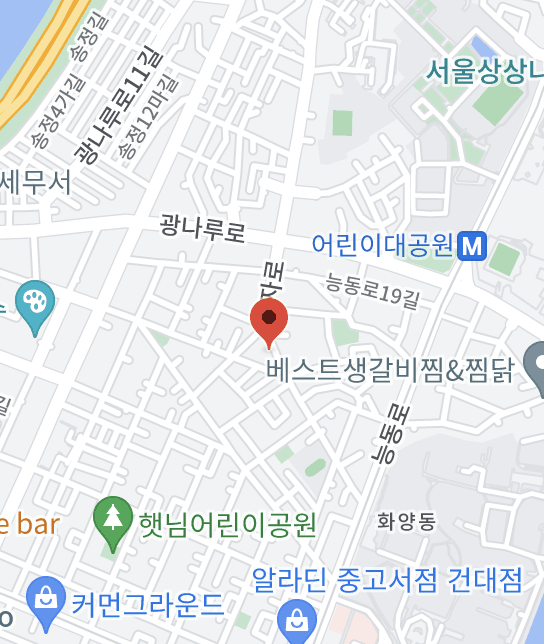 송정길
송정4가길
광나루로11길
송정12마길
서울상상나
세무서
광나루로
어린이대공원
M
자로
능동로19길
베스트생갈비찜&찜닭
능동로
e bar
햇님어린이공원
화양동
알라딘 중고서점 건대점
커먼그라운드